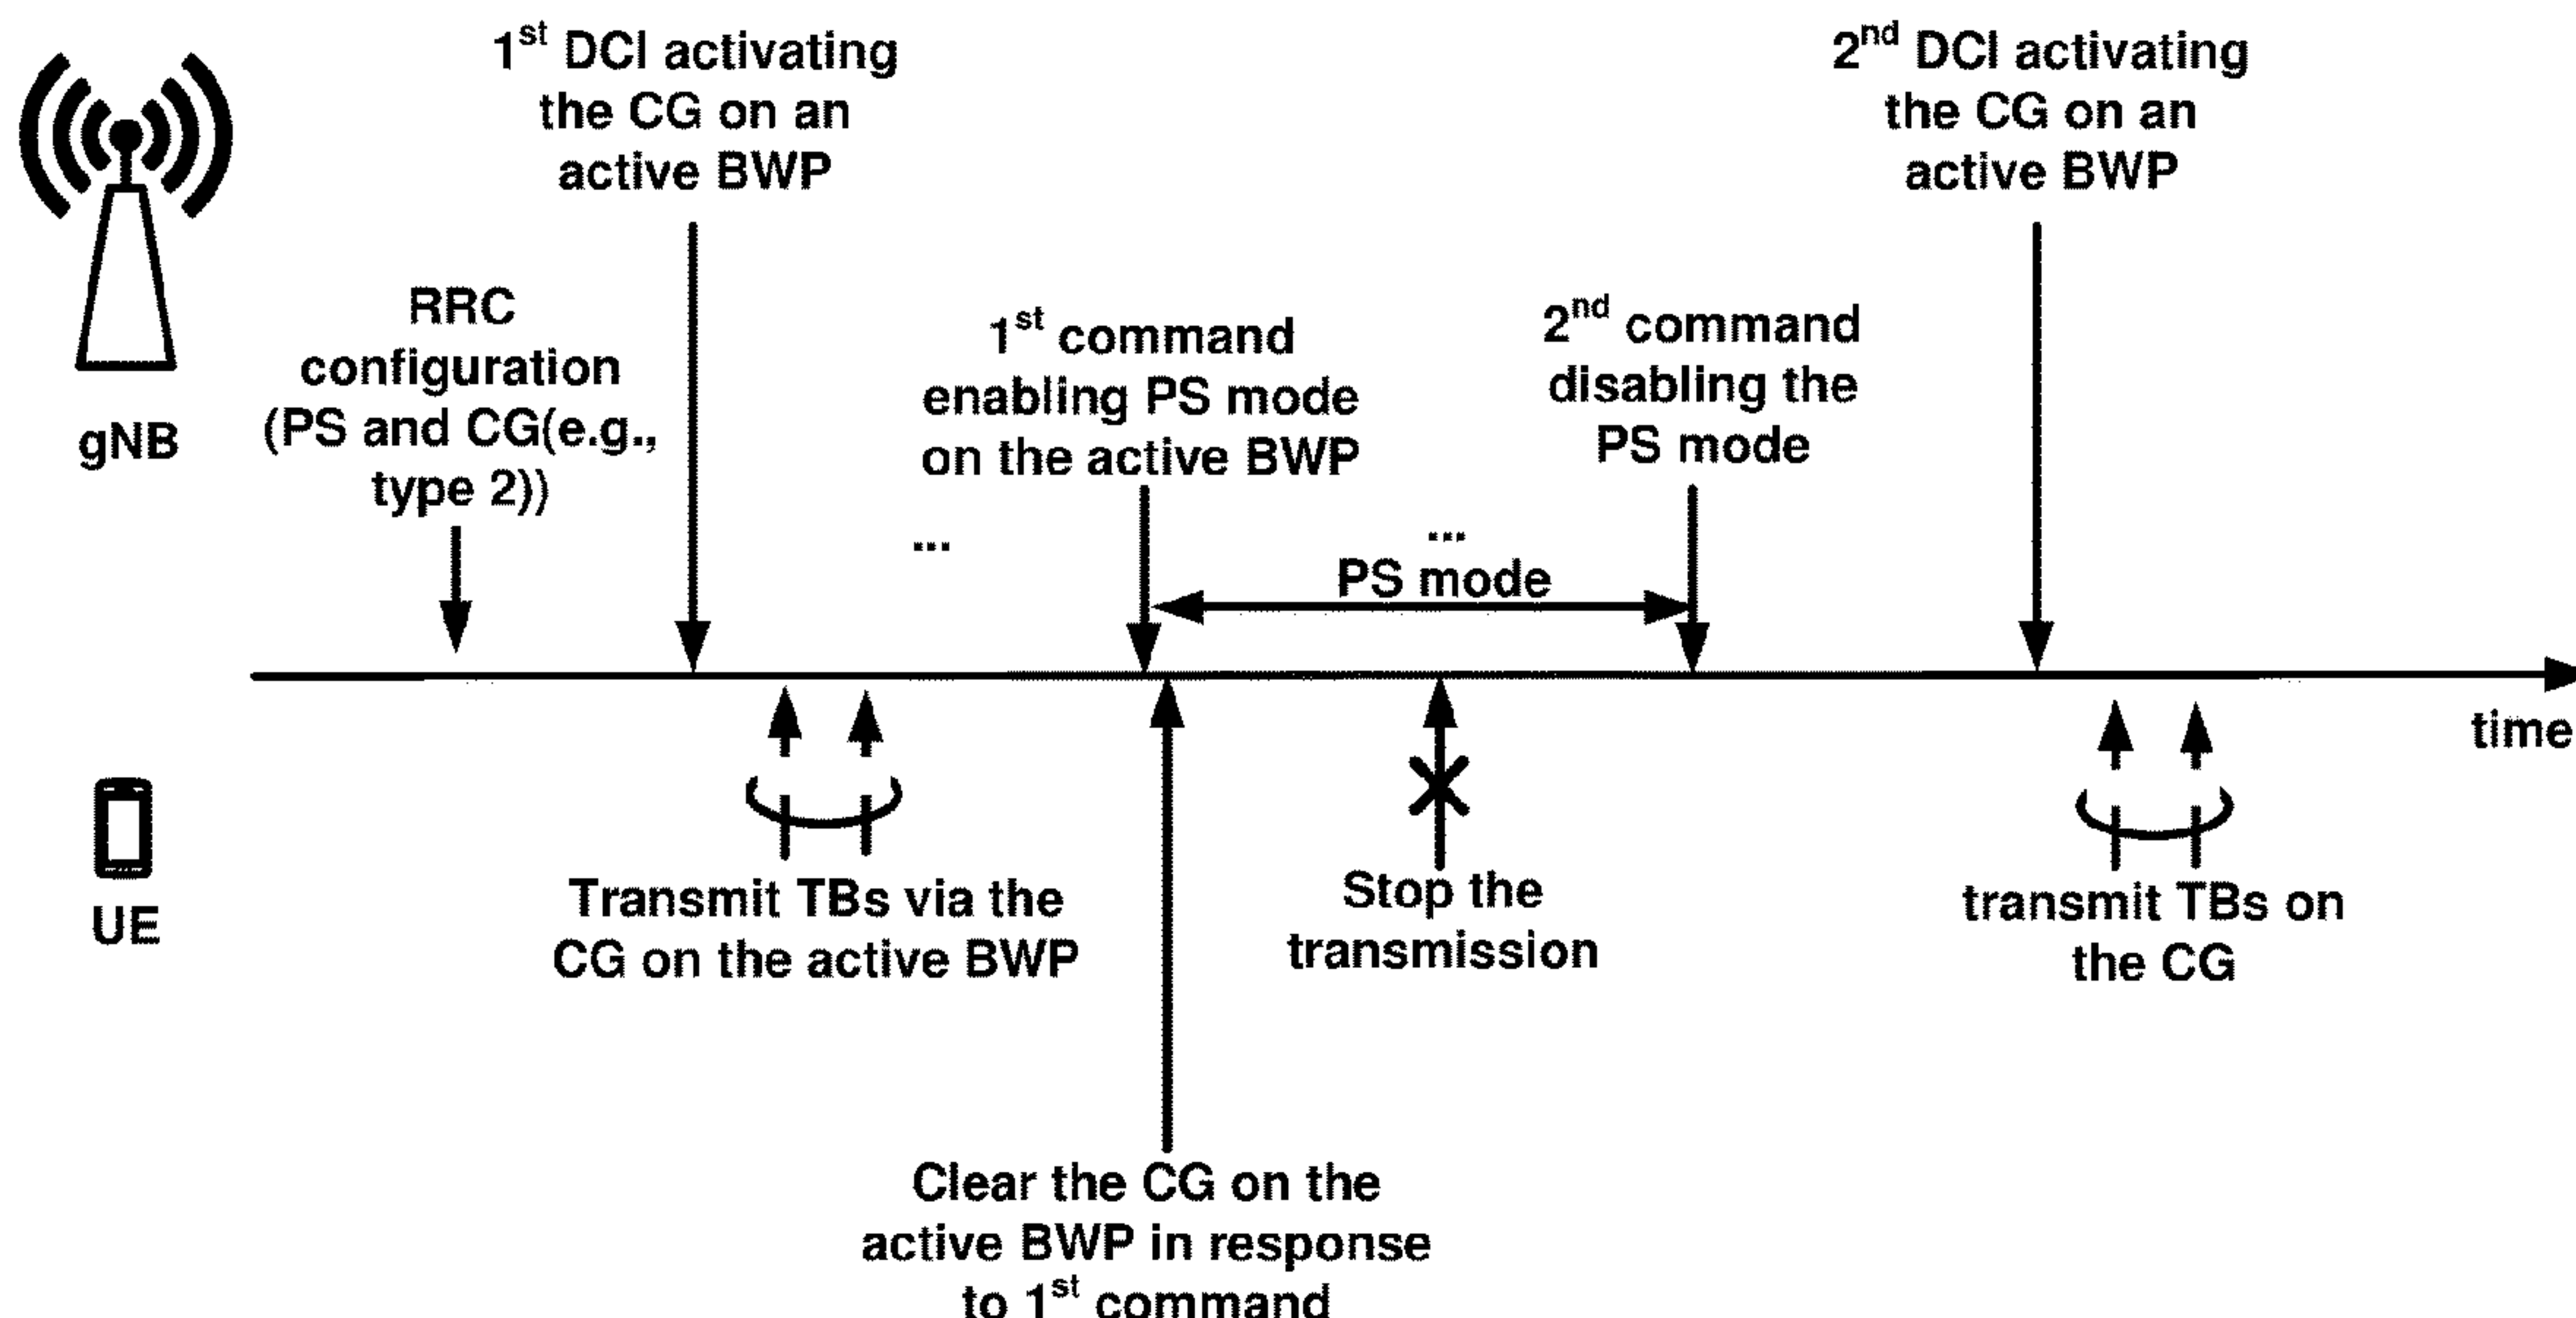 1st DCI activating
the CG on an
active BWP
2nd DCI activating
the CG on an
active BWP
RRC
configuration
(PS and CG(e.g.,
type 2))
1st command
enabling PS mode
on the active BWP
2nd command
disabling the
PS mode
gNB
...
...
PS mode
time
UE
Transmit TBs via the
CG on the active BWP
Stop the
transmission
transmit TBs on
the CG
Clear the CG on the
active BWP in response
to 1st command